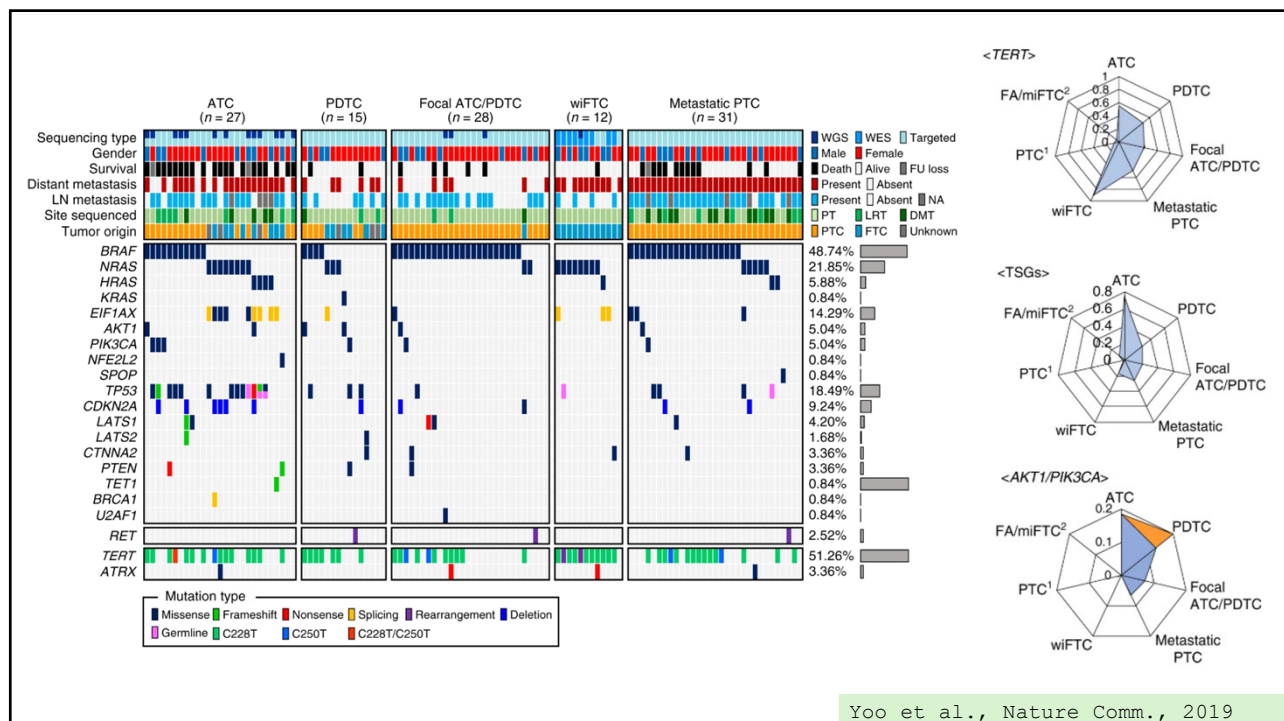 ATC PDTC Focal ATC/PDTC wiFTC Metastatic PTC
(n = 27) (n = 15) (n = 28) (n = 12) (n = 31)
Sequencing type WGS WES Targeted
Gender Male Female
Survival Death Alive FU loss
Distant metastasis Present Absent
LN metastasis Present Absent NA
Site sequenced PT LRT DMT
Tumor origin PTC FTC Unknown
BRAF 48.74%
NRAS 21.85%
HRAS 5.88%
KRAS 0.84%
EIF1AX 14.29%
AKT1 5.04%
PIK3CA 5.04%
NFE2L2 0.84%
SPOP 0.84%
TP53 18.49%
CDKN2A 9.24%
LATS1 4.20%
LATS2 1.68%
CTNNA2 3.36%
PTEN 3.36%
TET1 0.84%
BRCA1 0.84%
U2AF1 0.84%
RET 2.52%
TERT 51.26%
ATRX 3.36%
Mutation type
Missense Frameshift Nonsense Splicing Rearrangement Deletion
Germline C228T C250T C228T/C250T
<TERT>
ATC
1
0.8
0.6
0.4
0.2
0
FA/miFTC2 PDTC
PTC1 Focal
ATC/PDTC
wiFTC Metastatic
PTC
<TSGs>
ATC
0.8
0.6
0.4
0.2
0
FA/miFTC2 PDTC
PTC1 Focal
ATC/PDTC
wiFTC Metastatic
PTC
<AKT1/PIK3CA>
ATC
0.2
0.1
0
FA/miFTC2 PDTC
PTC1 Focal
ATC/PDTC
wiFTC Metastatic
PTC
Yoo et al., Nature Comm., 2019